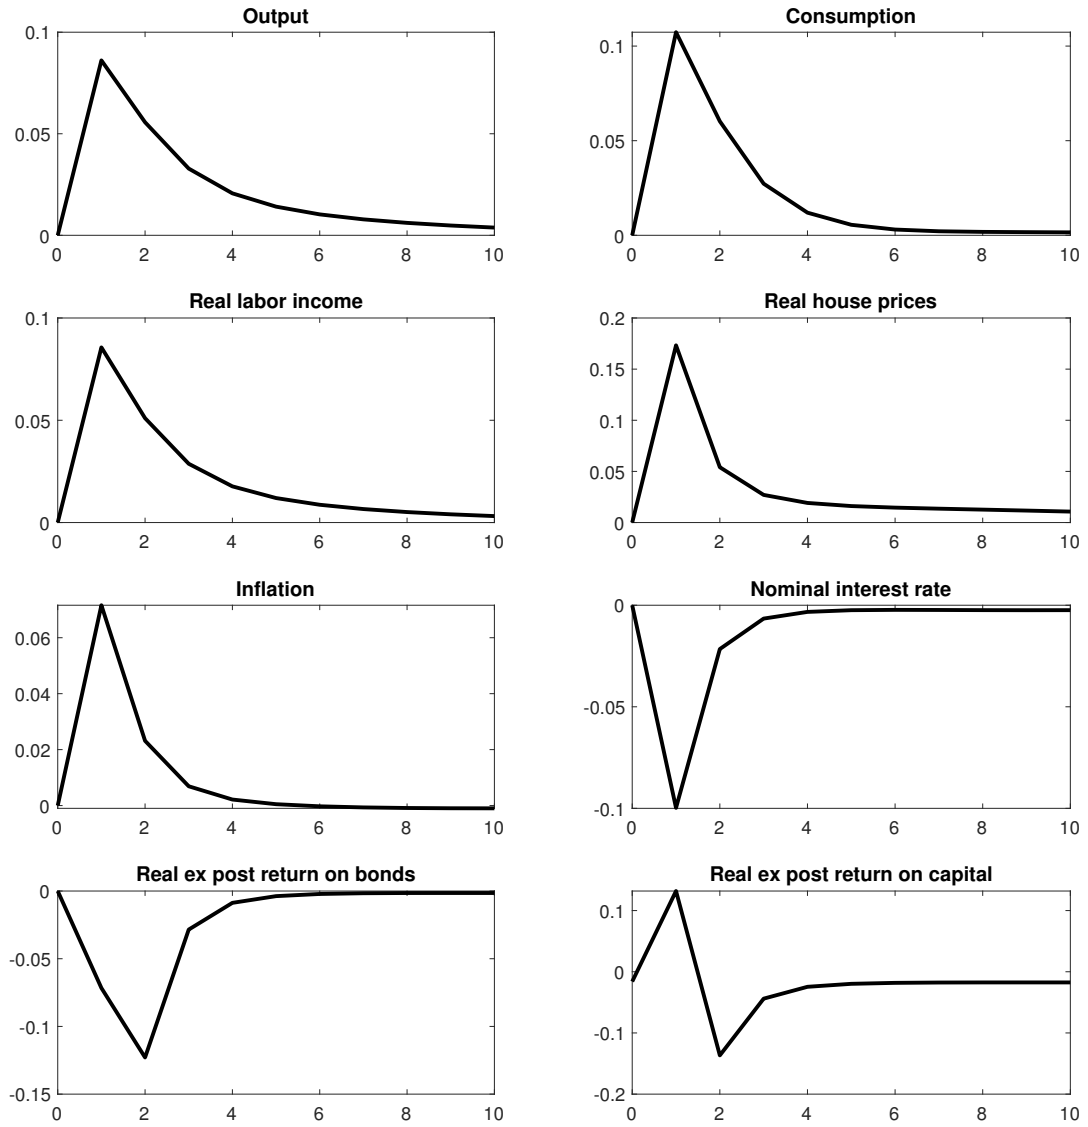 Output
0.1
0.05
0
0 2 4 6 8 10
Consumption
0.1
0.05
0
0 2 4 6 8 10
Real labor income
0.1
0.05
0
0 2 4 6 8 10
Real house prices
0.2
0.15
0.1
0.05
0
0 2 4 6 8 10
Inflation
0.06
0.04
0.02
0
0 2 4 6 8 10
Nominal interest rate
0
-0.05
-0.1
0 2 4 6 8 10
Real ex post return on bonds
0
-0.05
-0.1
-0.15
0 2 4 6 8 10
Real ex post return on capital
0.1
0
-0.1
-0.2
0 2 4 6 8 10